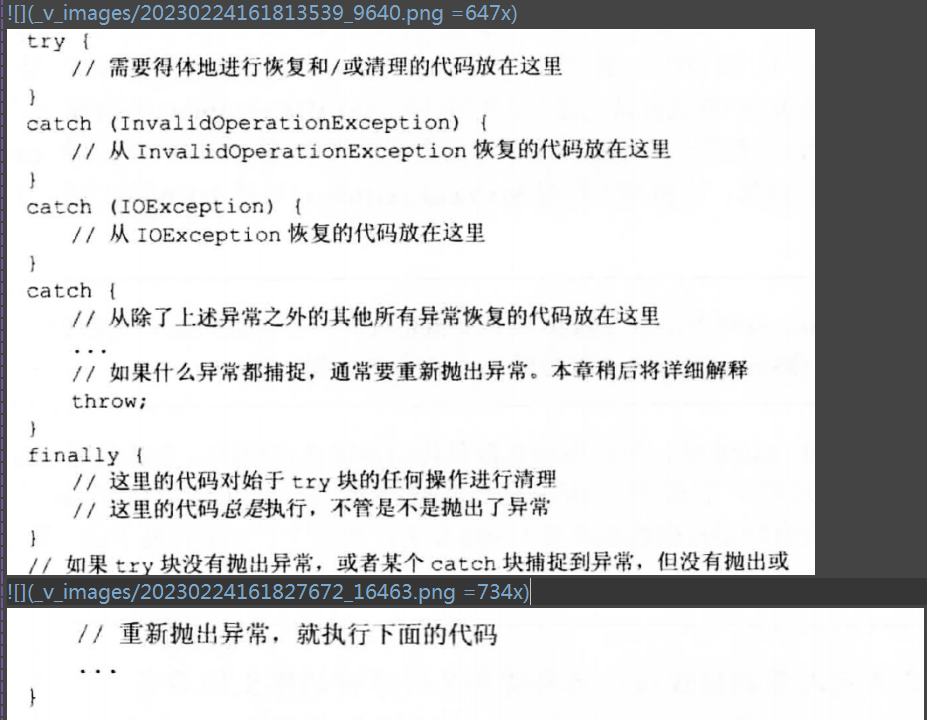 ![](_v_images/20230224161813539_9640.png =647x)
try {
// 需要得体地进行恢复和/或清理的代码放在这里
}
catch (InvalidOperationException) {
// 从 InvalidOperationException 恢复的代码放在这里
}
catch (IOException) {
// 从 IOException 恢复的代码放在这里
}
catch {
// 从除了上述异常之外的其他所有异常恢复的代码放在这里
...
// 如果什么异常都捕捉，通常要重新抛出异常。本章稍后将详细解释
throw;
}
finally {
// 这里的代码对始于 try 块的任何操作进行清理
// 这里的代码总是执行，不管是不是抛出了异常
}
// 如果 try 块没有抛出异常，或者某个 catch 块捕捉到异常，但没有抛出或
![](_v_images/20230224161827672_16463.png =734x)
// 重新抛出异常，就执行下面的代码
...
}